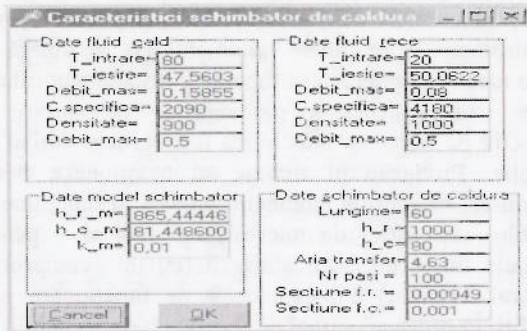 Caracteristici schimbator de caldura
Date fluid cald
T_intrare= 80
T_iesire= 47,5603
Debit_mas= 0,15855
C.specifica= 2090
Densitate= 900
Debit_max= 0,5
Date fluid rece
T_intrare= 20
T_iesire= 50,0622
Debit_mas= 0,08
C.specifica= 4180
Densitate= 1000
Debit_max= 0,5
Date model schimbator
h_r_m= 865,44446
h_c_m= 81,448600
k_m= 0,01
Date schimbator de caldura
Lungime= 60
h_r= 1000
h_c= 80
Aria transfer= 4,63
Nr pasi= 100
Sectiune f.r.= 0,00049
Sectiune f.c.= 0,001
Cancel
OK